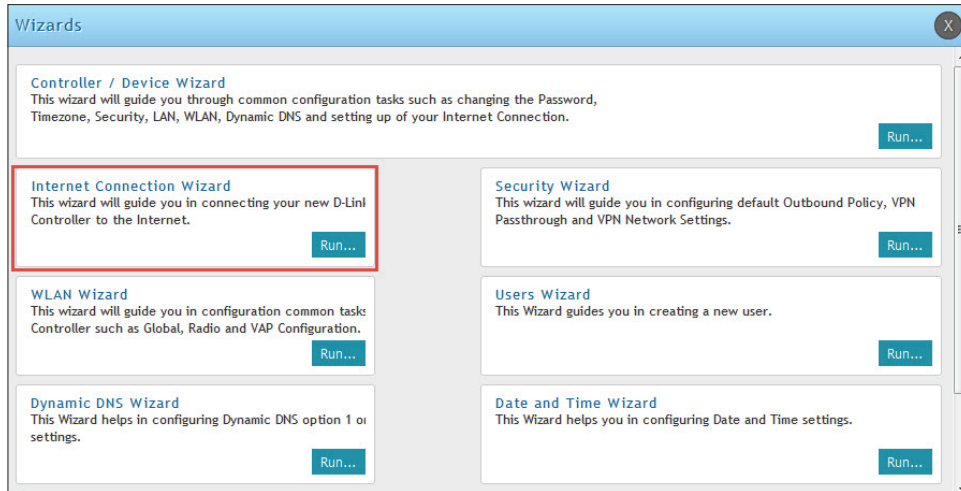 Wizards
X
Controller / Device Wizard
This wizard will guide you through common configuration tasks such as changing the Password,
Timezone, Security, LAN, WLAN, Dynamic DNS and setting up of your Internet Connection.
Run...
Internet Connection Wizard
This wizard will guide you in connecting your new D-Link
Controller to the Internet.
Run...
Security Wizard
This wizard will guide you in configuring default Outbound Policy, VPN
Passthrough and VPN Network Settings.
Run...
WLAN Wizard
This wizard will guide you in configuration common tasks
Controller such as Global, Radio and VAP Configuration.
Run...
Users Wizard
This Wizard guides you in creating a new user.
Run...
Dynamic DNS Wizard
This Wizard helps in configuring Dynamic DNS option 1 or
settings.
Run...
Date and Time Wizard
This Wizard helps you in configuring Date and Time settings.
Run...